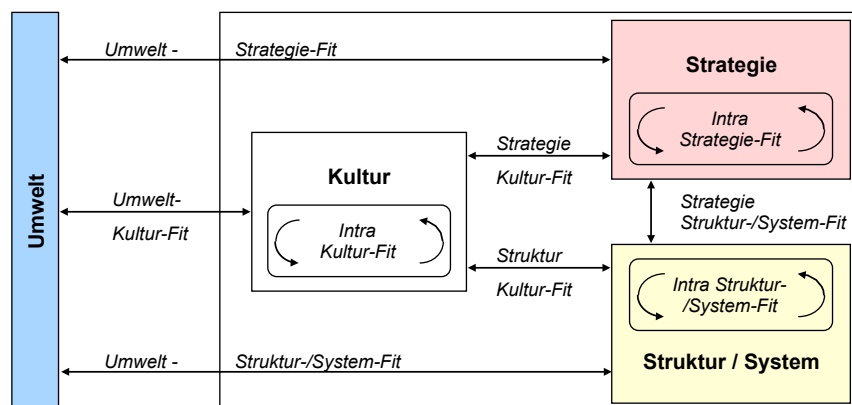 Umwelt - Strategie-Fit
Strategie
Intra
Strategie-Fit
Strategie
Kultur-Fit
Kultur
Umwelt-
Kultur-Fit
Intra
Kultur-Fit
Umwelt
Strategie
Struktur-/System-Fit
Struktur
Kultur-Fit
Intra Struktur-
/System-Fit
Umwelt - Struktur-/System-Fit
Struktur / System